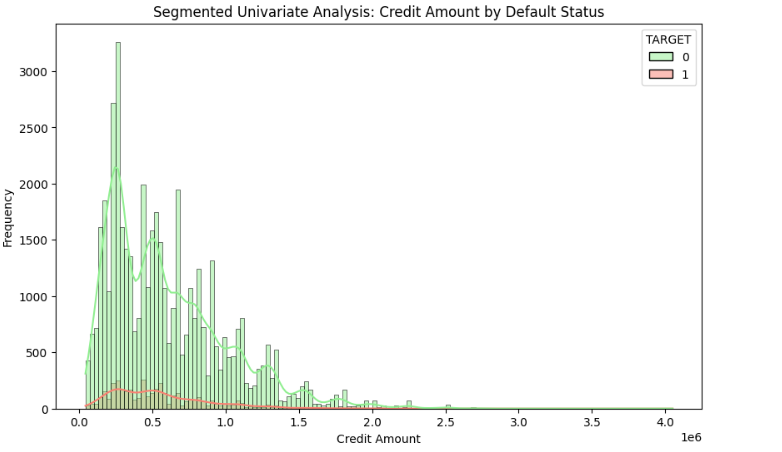 Segmented Univariate Analysis: Credit Amount by Default Status
TARGET
0
1
3000
2500
2000
1500
1000
500
0
Frequency
0.0 0.5 1.0 1.5 2.0 2.5 3.0 3.5 4.0
1e6
Credit Amount